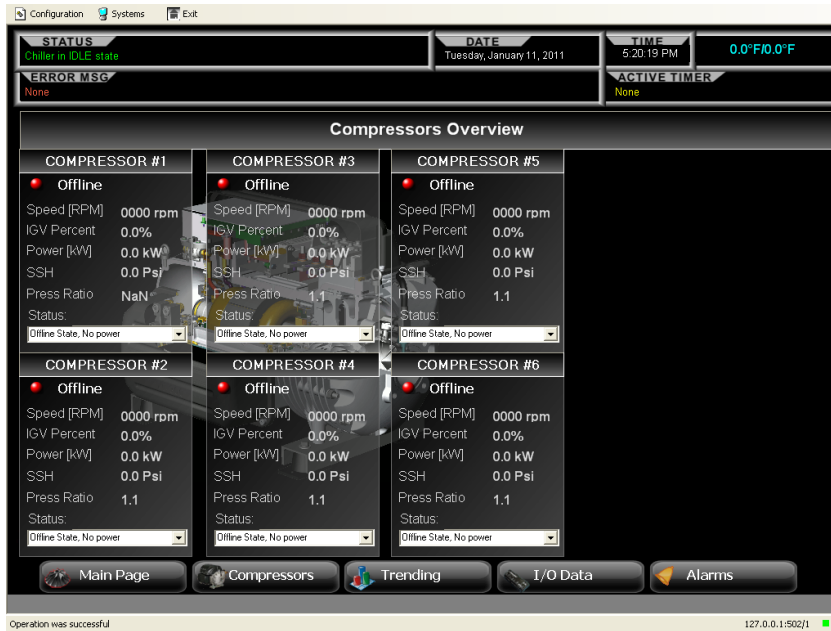 Configuration Systems Exit
STATUS
Chiller in IDLE state
DATE
Tuesday, January 11, 2011
TIME
5:20:19 PM
0.0°F/0.0°F
ERROR MSG
None
ACTIVE TIMER
None
Compressors Overview
COMPRESSOR #1
Offline
Speed [RPM] 0000 rpm
IGV Percent 0.0%
Power [kW] 0.0 kW
SSH 0.0 Psi
Press Ratio NaN
Status:
Offline State, No power
COMPRESSOR #3
Offline
Speed [RPM] 0000 rpm
IGV Percent 0.0%
Power [kW] 0.0 kW
SSH 0.0 Psi
Press Ratio 1.1
Status:
Offline State, No power
COMPRESSOR #5
Offline
Speed [RPM] 0000 rpm
IGV Percent 0.0%
Power [kW] 0.0 kW
SSH 0.0 Psi
Press Ratio 1.1
Status:
Offline State, No power
COMPRESSOR #2
Offline
Speed [RPM] 0000 rpm
IGV Percent 0.0%
Power [kW] 0.0 kW
SSH 0.0 Psi
Press Ratio 1.1
Status:
Offline State, No power
COMPRESSOR #4
Offline
Speed [RPM] 0000 rpm
IGV Percent 0.0%
Power [kW] 0.0 kW
SSH 0.0 Psi
Press Ratio 1.1
Status:
Offline State, No power
COMPRESSOR #6
Offline
Speed [RPM] 0000 rpm
IGV Percent 0.0%
Power [kW] 0.0 kW
SSH 0.0 Psi
Press Ratio 1.1
Status:
Offline State, No power
Main Page Compressors Trending I/O Data Alarms
Operation was successful 127.0.0.1:502/1